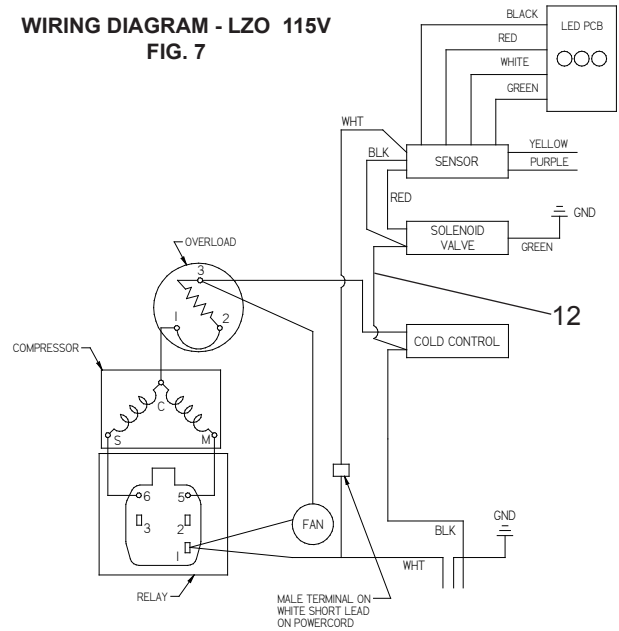 WIRING DIAGRAM - LZO 115V
FIG. 7
BLACK
LED PCB
RED
WHITE
GREEN
WHT
BLK
SENSOR
YELLOW
PURPLE
RED
GND
SOLENOID
VALVE
GREEN
OVERLOAD
3
1
2
12
COLD CONTROL
COMPRESSOR
C
S
M
6
5
3
2
1
FAN
GND
BLK
WHT
RELAY
MALE TERMINAL ON
WHITE SHORT LEAD
ON POWERCORD